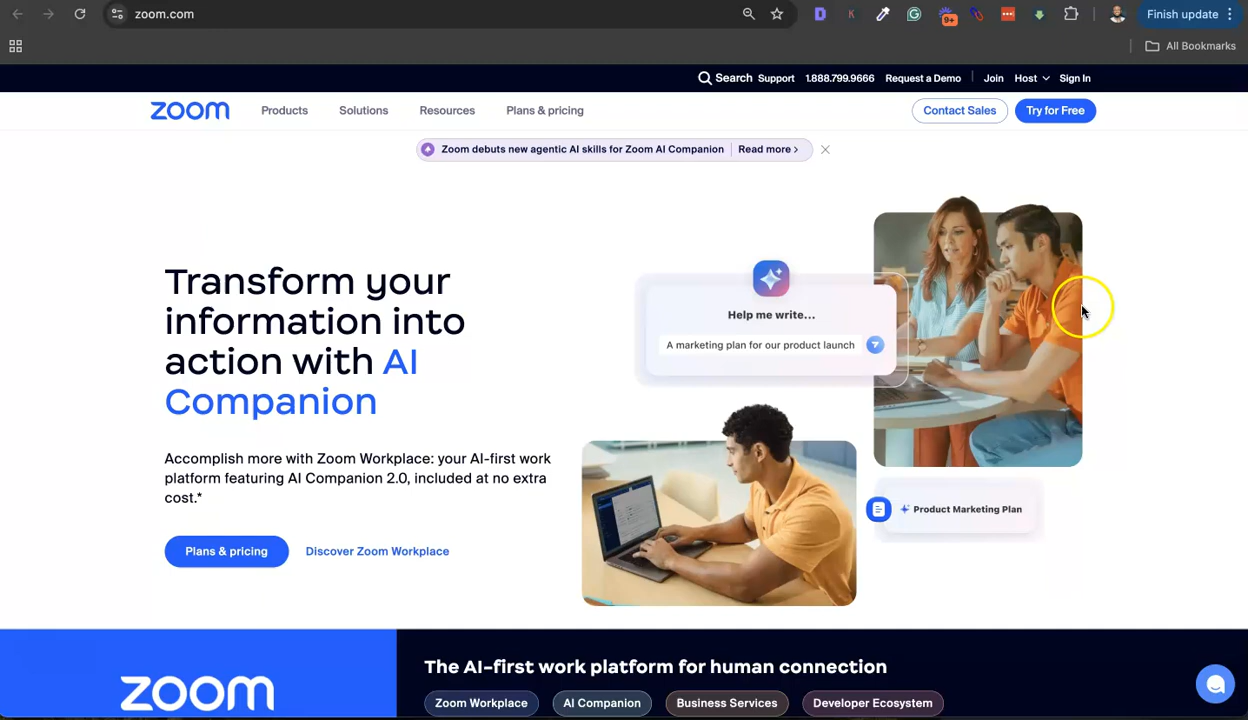 zoom.com
9+
Finish update
All Bookmarks
Search Support 1.888.799.9666 Request a Demo Join Host Sign In
zoom Products Solutions Resources Plans & pricing Contact Sales Try for Free
Zoom debuts new agentic AI skills for Zoom AI Companion Read more >
Transform your
information into
action with AI
Companion
Accomplish more with Zoom Workplace: your AI-first work
platform featuring AI Companion 2.0, included at no extra
cost.*
Plans & pricing Discover Zoom Workplace
Help me write...
A marketing plan for our product launch
Product Marketing Plan
zoom
The AI-first work platform for human connection
Zoom Workplace AI Companion Business Services Developer Ecosystem